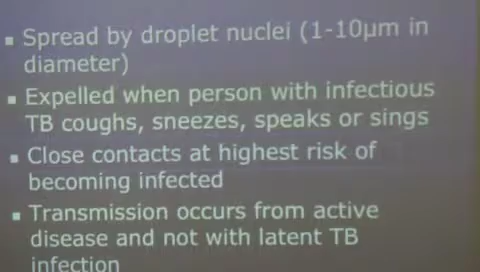 ▪ Spread by droplet nuclei (1-10µm in
diameter)
▪ Expelled when person with infectious
TB coughs, sneezes, speaks or sings
▪ Close contacts at highest risk of
becoming infected
▪ Transmission occurs from active
disease and not with latent TB
infection